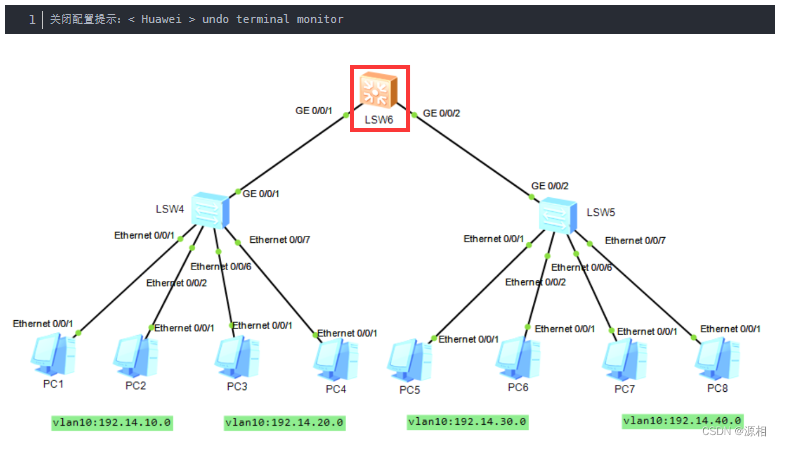 1 关闭配置提示：< Huawei > undo terminal monitor
LSW6
GE 0/0/1
GE 0/0/2
GE 0/0/1
GE 0/0/2
LSW4
LSW5
Ethernet 0/0/1
Ethernet 0/0/7
Ethernet 0/0/1
Ethernet 0/0/7
Ethernet 0/0/6
Ethernet 0/0/6
Ethernet 0/0/2
Ethernet 0/0/2
Ethernet 0/0/1
Ethernet 0/0/1
Ethernet 0/0/1
Ethernet 0/0/1
Ethernet 0/0/1
Ethernet 0/0/1
Ethernet 0/0/1
Ethernet 0/0/1
PC1
PC2
PC3
PC4
PC5
PC6
PC7
PC8
vlan10:192.14.10.0
vlan10:192.14.20.0
vlan10:192.14.30.0
vlan10:192.14.40.0
CSDN @源相